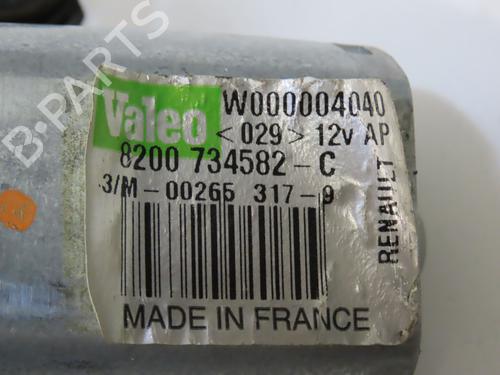 B-PARTS
Valeo
W000004040
<029> 12v AP
8200 734582-C
3/M-00265 317-9
RENAULT
MADE IN FRANCE